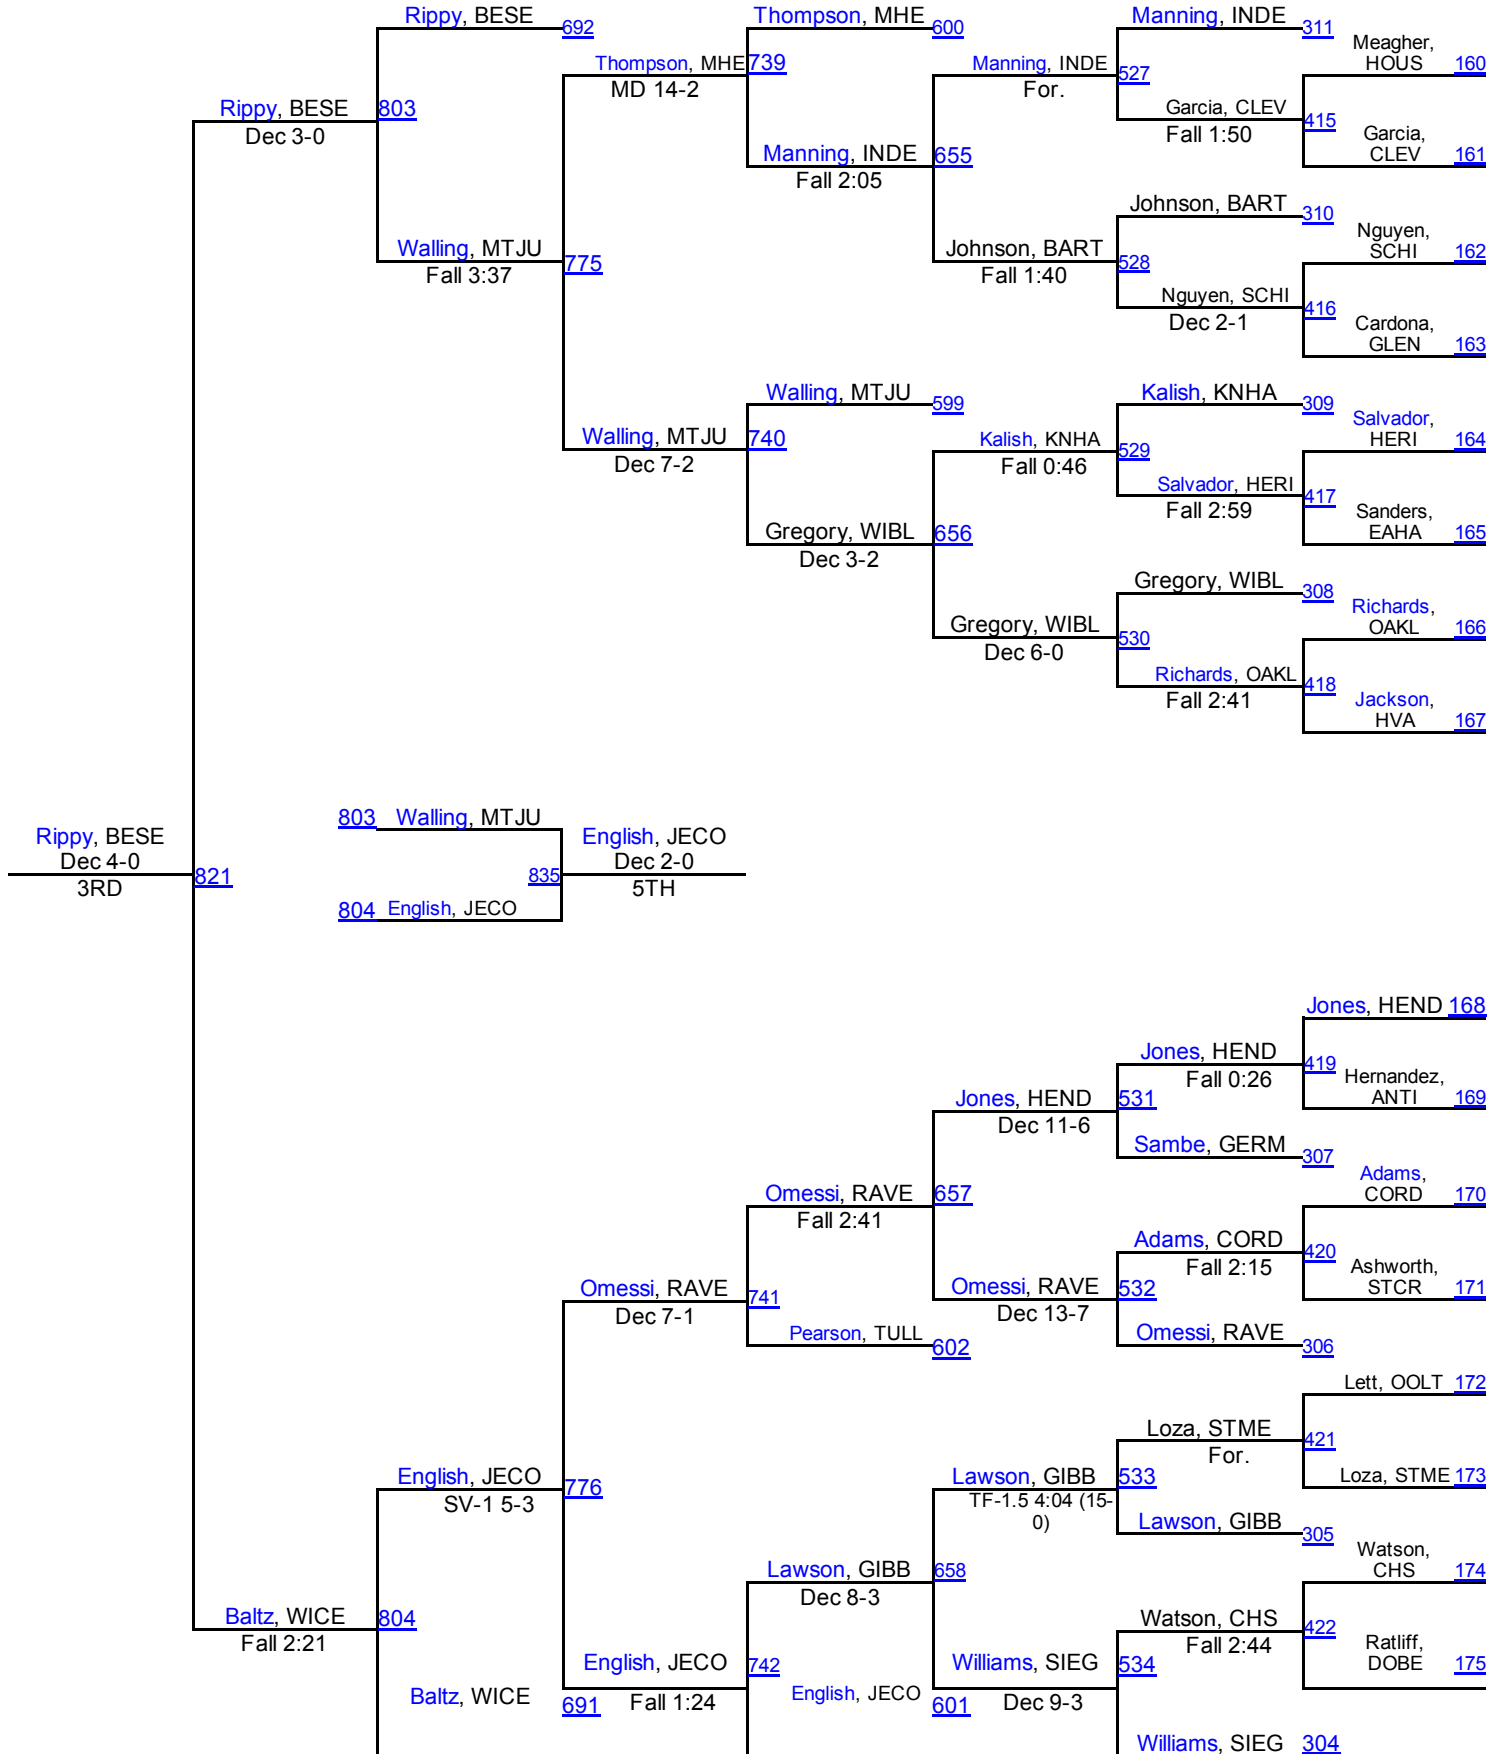 Rippy, BESE
692
Thompson, MHE
600
Manning, INDE
311
Meagher,
HOUS 160
Thompson, MHE 739
MD 14-2
Manning, INDE 527
For.
Rippy, BESE 803
Dec 3-0
Garcia, CLEV 415
Fall 1:50
Garcia,
CLEV 161
Manning, INDE 655
Fall 2:05
Johnson, BART
310
Nguyen,
SCHI 162
Walling, MTJU 775
Fall 3:37
Johnson, BART 528
Fall 1:40
Nguyen, SCHI 416
Dec 2-1
Cardona,
GLEN 163
Walling, MTJU
599
Kalish, KNHA
309
Salvador,
HERI 164
Walling, MTJU 740
Dec 7-2
Kalish, KNHA 529
Fall 0:46
Salvador, HERI 417
Fall 2:59
Sanders,
EAHA 165
Gregory, WIBL 656
Dec 3-2
Gregory, WIBL
308
Richards,
OAKL 166
Gregory, WIBL 530
Dec 6-0
Richards, OAKL 418
Fall 2:41
Jackson,
HVA 167
803 Walling, MTJU
Rippy, BESE
Dec 4-0
3RD
821
English, JECO
Dec 2-0
5TH
835
804 English, JECO
Jones, HEND 168
Jones, HEND 419
Fall 0:26
Hernandez,
ANTI 169
Jones, HEND 531
Dec 11-6
Sambe, GERM
307
Adams,
CORD 170
Omessi, RAVE 657
Fall 2:41
Adams, CORD 420
Fall 2:15
Ashworth,
STCR 171
Omessi, RAVE 741
Dec 7-1
Omessi, RAVE 532
Dec 13-7
Pearson, TULL 602
Omessi, RAVE 306
Lett, OOLT 172
Loza, STME 421
For.
Loza, STME 173
English, JECO 776
SV-1 5-3
Lawson, GIBB 533
TF-1.5 4:04 (15-
0)
Lawson, GIBB 305
Watson,
CHS 174
Lawson, GIBB 658
Dec 8-3
Baltz, WICE 804
Fall 2:21
Watson, CHS 422
Fall 2:44
Ratliff,
DOBE 175
English, JECO 742
Fall 1:24
Williams, SIEG 534
Dec 9-3
Baltz, WICE 691
English, JECO 601
Williams, SIEG 304